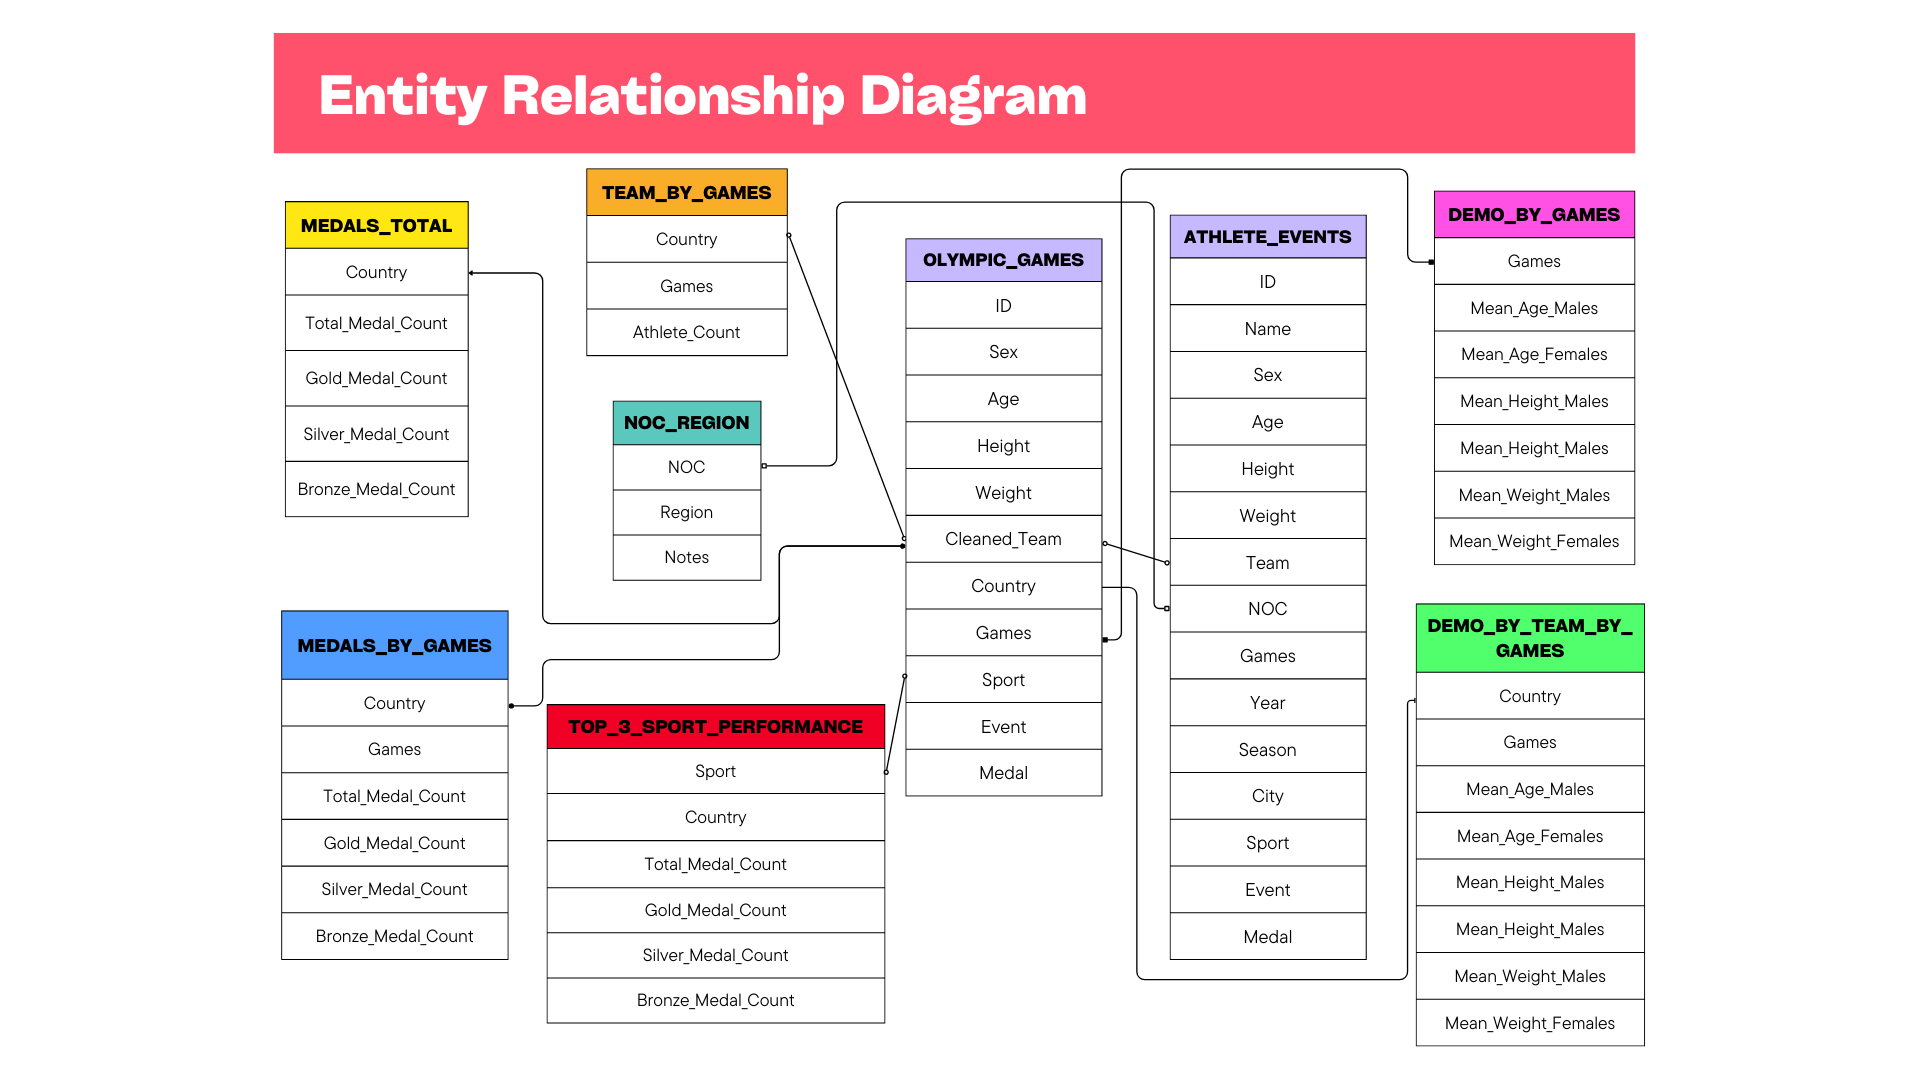 Entity Relationship Diagram
MEDALS_TOTAL
Country
Total_Medal_Count
Gold_Medal_Count
Silver_Medal_Count
Bronze_Medal_Count
MEDALS_BY_GAMES
Country
Games
Total_Medal_Count
Gold_Medal_Count
Silver_Medal_Count
Bronze_Medal_Count
TEAM_BY_GAMES
Country
Games
Athlete_Count
NOC_REGION
NOC
Region
Notes
TOP_3_SPORT_PERFORMANCE
Sport
Country
Total_Medal_Count
Gold_Medal_Count
Silver_Medal_Count
Bronze_Medal_Count
OLYMPIC_GAMES
ID
Sex
Age
Height
Weight
Cleaned_Team
Country
Games
Sport
Event
Medal
ATHLETE_EVENTS
ID
Name
Sex
Age
Height
Weight
Team
NOC
Games
Year
Season
City
Sport
Event
Medal
DEMO_BY_GAMES
Games
Mean_Age_Males
Mean_Age_Females
Mean_Height_Males
Mean_Height_Males
Mean_Weight_Males
Mean_Weight_Females
DEMO_BY_TEAM_BY_
GAMES
Country
Games
Mean_Age_Males
Mean_Age_Females
Mean_Height_Males
Mean_Height_Males
Mean_Weight_Males
Mean_Weight_Females